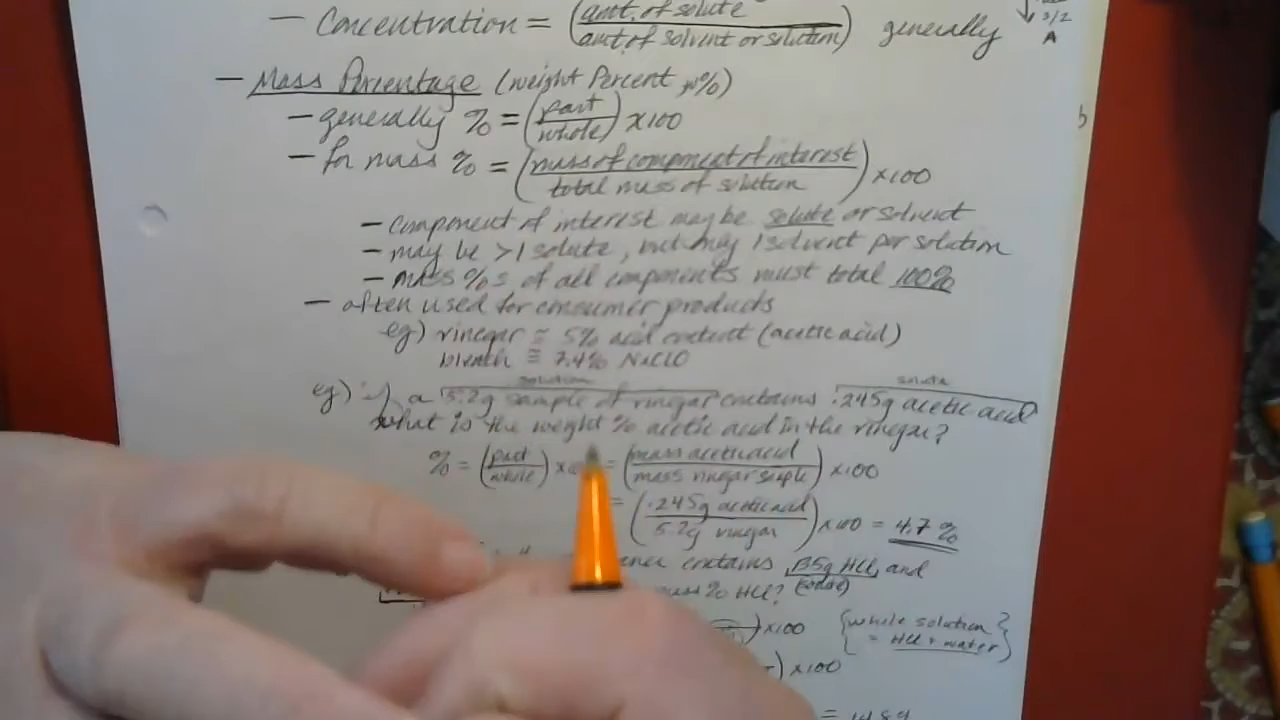 — Concentration = (amt. of solute / amt. of solvent or solution) generally
↓ 3/2
A
— Mass Percentage (weight Percent w%)
— generally % = (part / whole) x100
— for mass % = (mass of component of interest / total mass of solution) x100
— component of interest may be solute or solvent
— may be >1 solute, but only 1 solvent per solution
— mass %s of all components must total 100%
— often used for consumer products
eg) vinegar ≅ 5% acid content (acetic acid)
bleach ≅ 7.4% NaClO
solution solute
eg) if a 5.2g sample of vinegar contains .245g acetic acid
what is the weight % acetic acid in the vinegar?
% = (part / whole) x = (mass acetic acid / mass vinegar sample) x100
= (.245g acetic acid / 5.2g vinegar) x100 = 4.7 %
contains HCl, and
(solute)
% HCl?
) x100 {whole solution
= HCl + water}
) x100
=